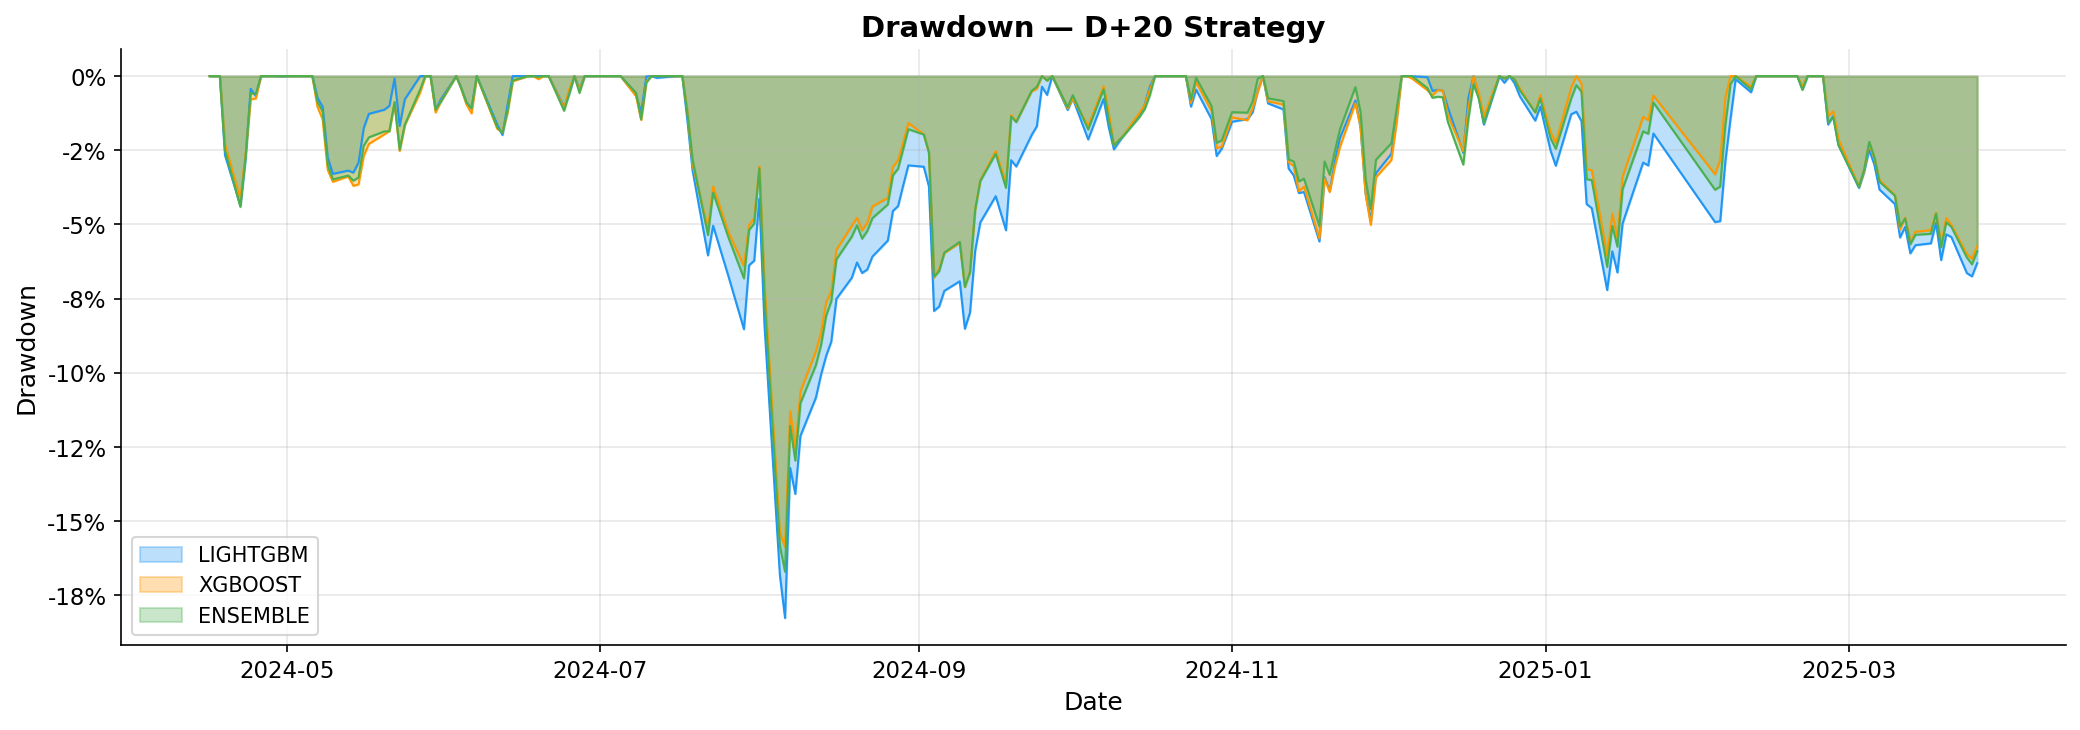 Drawdown — D+20 Strategy
0%
-2%
-5%
-8%
-10%
-12%
-15%
-18%
Drawdown
LIGHTGBM
XGBOOST
ENSEMBLE
2024-05 2024-07 2024-09 2024-11 2025-01 2025-03
Date